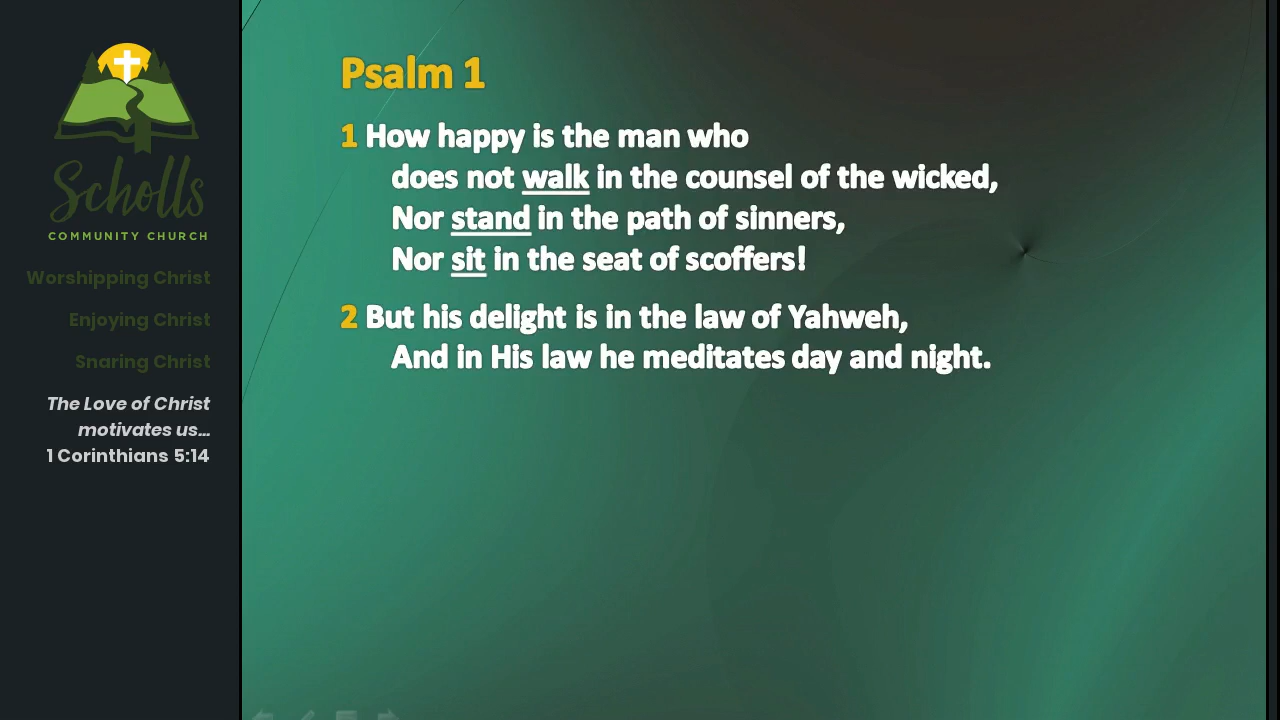 Scholls
COMMUNITY CHURCH
Worshipping Christ
Enjoying Christ
Snaring Christ
The Love of Christ
motivates us...
1 Corinthians 5:14
Psalm 1
1 How happy is the man who
does not walk in the counsel of the wicked,
Nor stand in the path of sinners,
Nor sit in the seat of scoffers!
2 But his delight is in the law of Yahweh,
And in His law he meditates day and night.